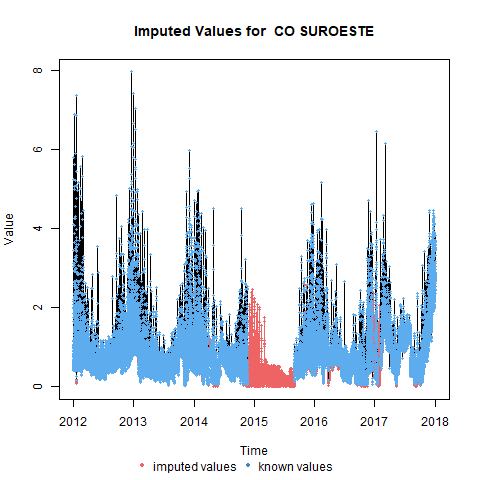 Imputed Values for CO SUROESTE
Value
8
6
4
2
0
2012 2013 2014 2015 2016 2017 2018
Time
imputed values known values